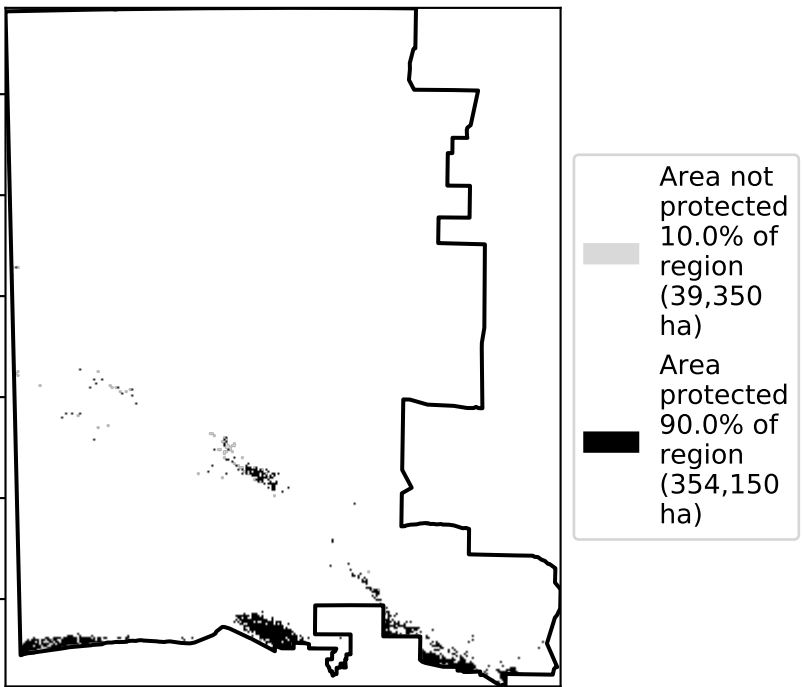 Area not
protected
10.0% of
region
(39,350
ha)
Area
protected
90.0% of
region
(354,150
ha)